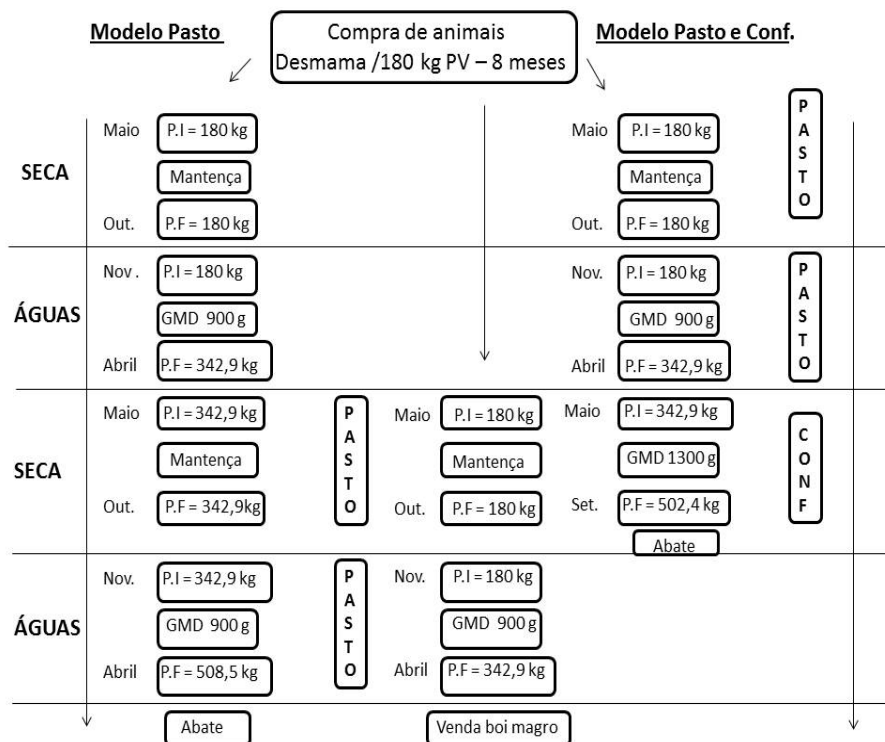 Modelo Pasto
Compra de animais
Desmama /180 kg PV – 8 meses
Modelo Pasto e Conf.
SECA
Maio
P.I = 180 kg
Mantença
Out.
P.F = 180 kg
Maio
P.I = 180 kg
Mantença
Out.
P.F = 180 kg
PASTO
ÁGUAS
Nov .
P.I = 180 kg
GMD 900 g
Abril
P.F = 342,9 kg
Nov.
P.I = 180 kg
GMD 900 g
Abril
P.F = 342,9 kg
PASTO
SECA
Maio
P.I = 342,9 kg
Mantença
Out.
P.F = 342,9kg
PASTO
Maio
P.I = 180 kg
Mantença
Out.
P.F = 180 kg
Maio
P.I = 342,9 kg
GMD 1300 g
Set.
P.F = 502,4 kg
Abate
CONF
ÁGUAS
Nov.
P.I = 342,9 kg
GMD 900 g
Abril
P.F = 508,5 kg
PASTO
Nov.
P.I = 180 kg
GMD 900 g
Abril
P.F = 342,9 kg
Abate
Venda boi magro